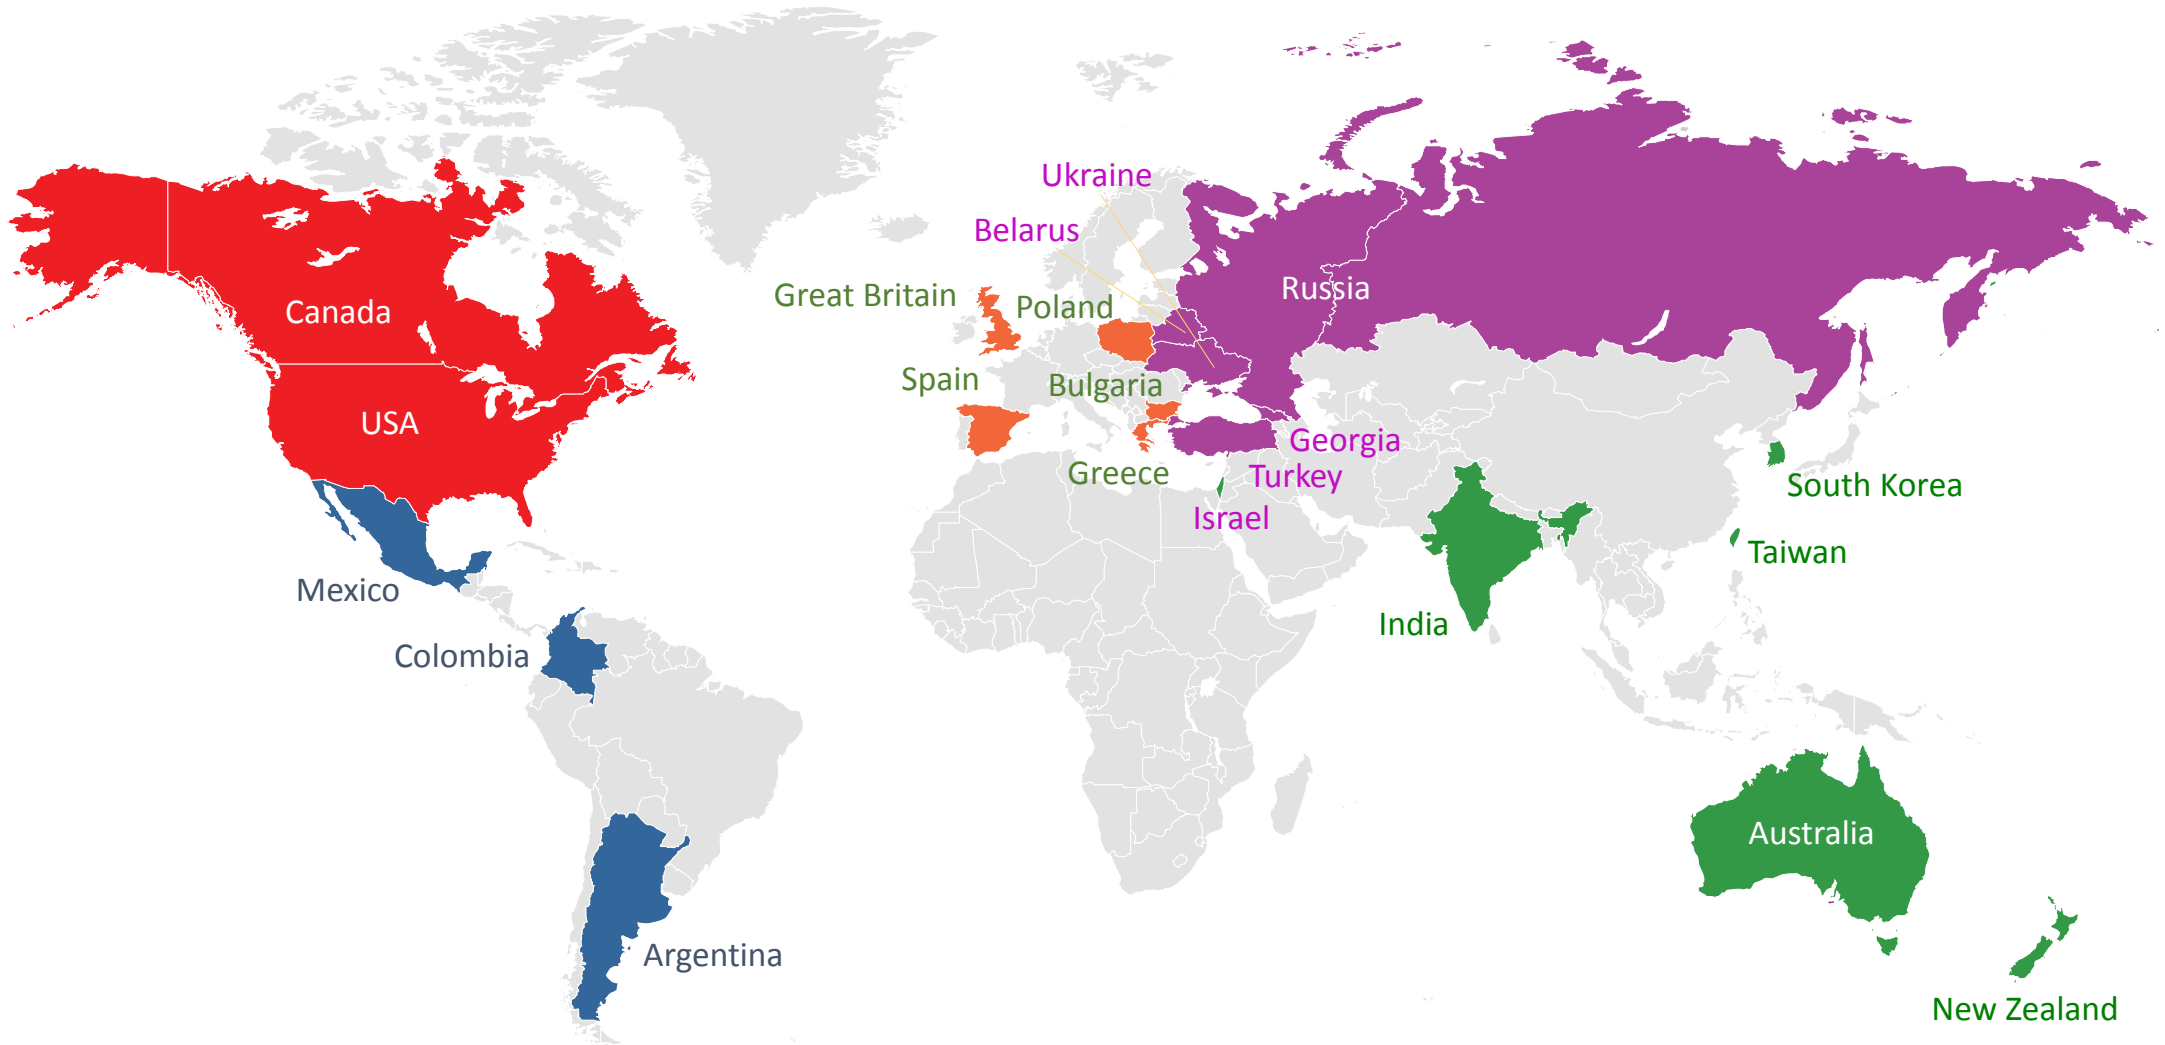 Ukraine
Belarus
Russia
Great Britain
Poland
Canada
Spain
Bulgaria
USA
Georgia
Greece
Turkey
South Korea
Israel
Taiwan
Mexico
India
Colombia
Australia
Argentina
New Zealand